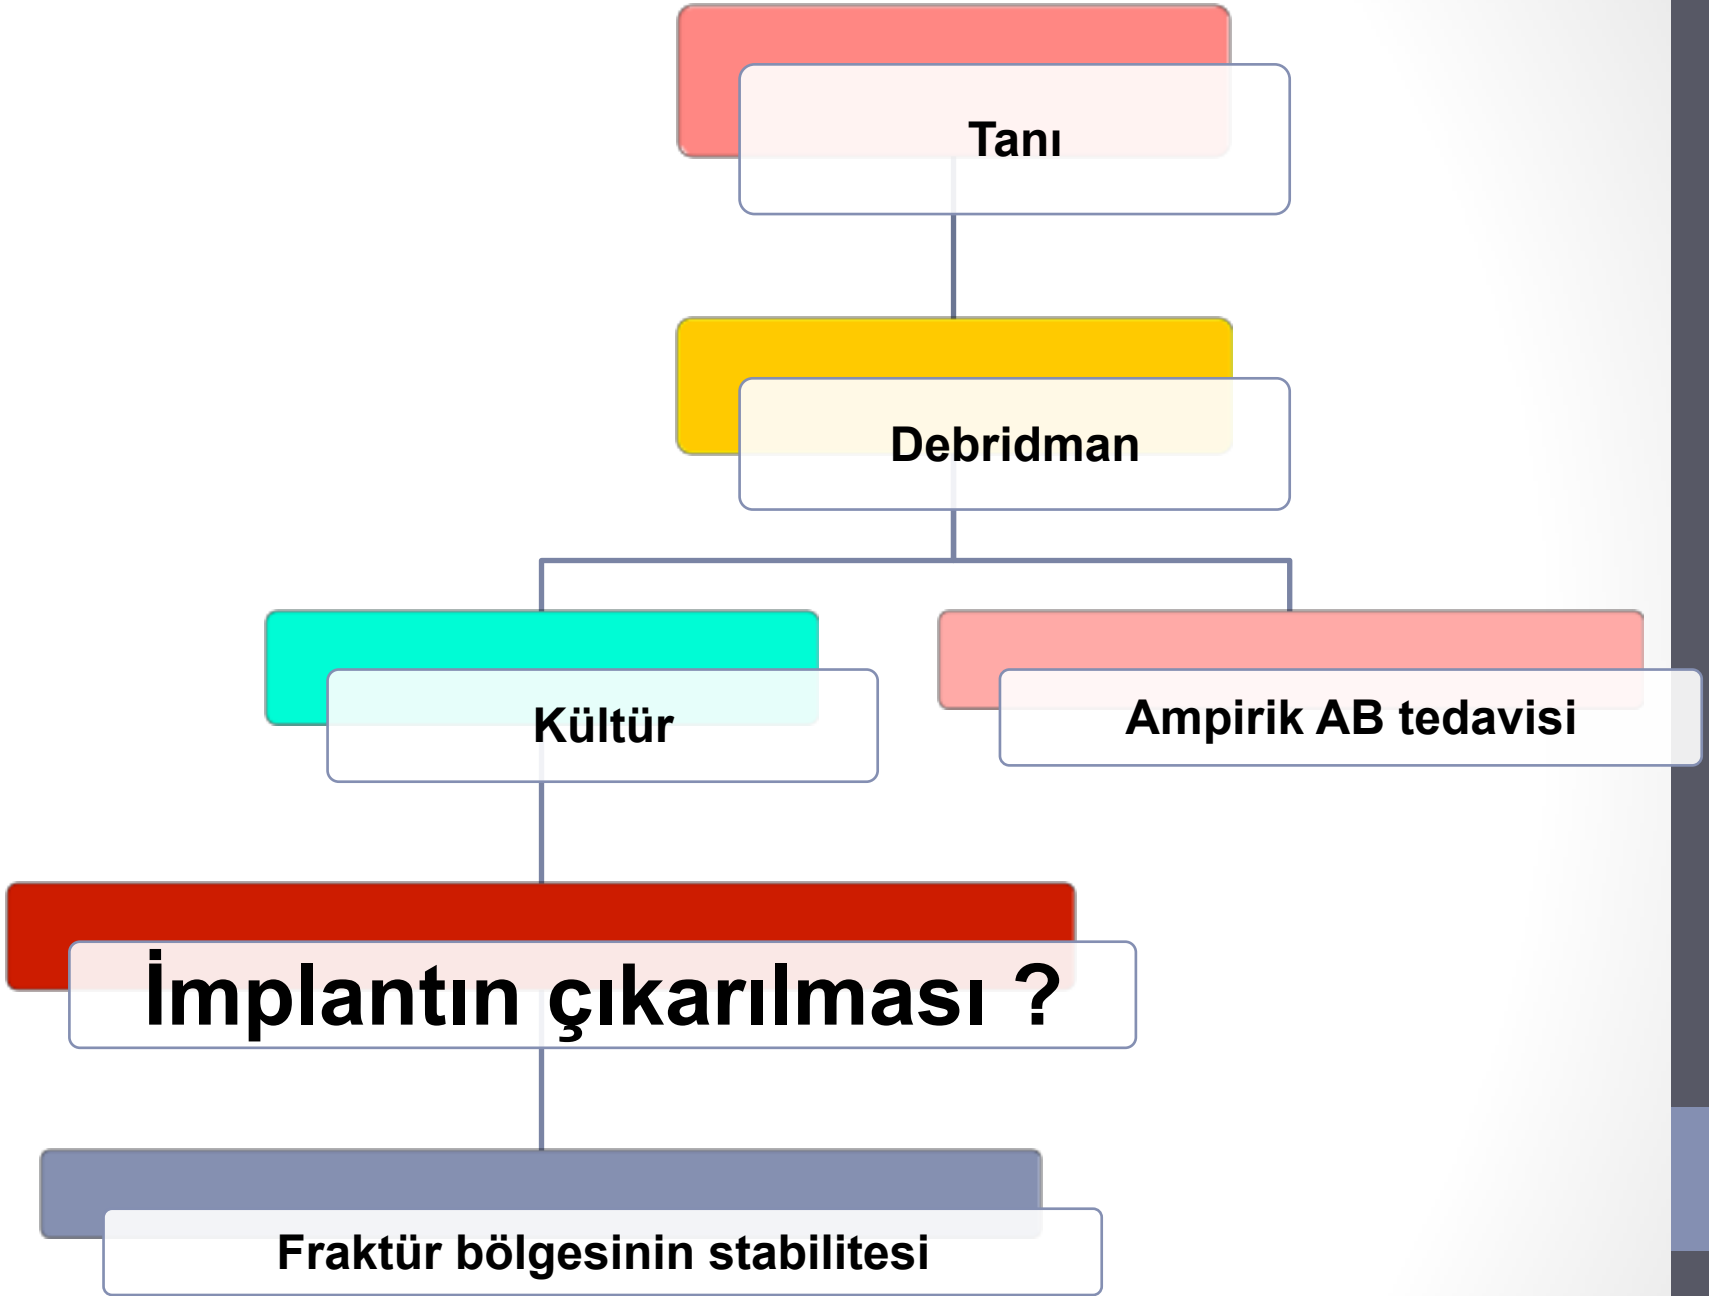 Tanı
Debridman
Kültür
Ampirik AB tedavisi
İmplantın çıkarılması ?
Fraktür bölgesinin stabilitesi